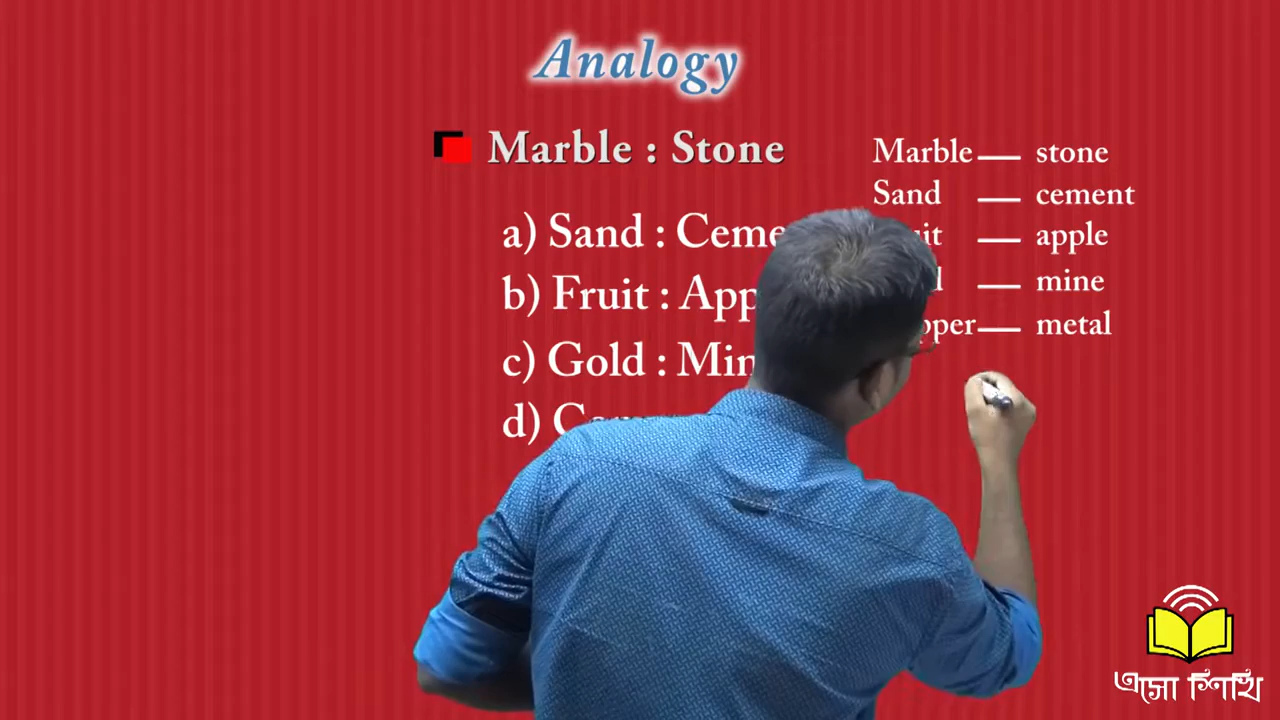 Analogy
Marble : Stone
a) Sand : Ceme
b) Fruit : App
c) Gold : Min
d)
Marble — stone
Sand — cement
apple
mine
metal
এসো শিখি